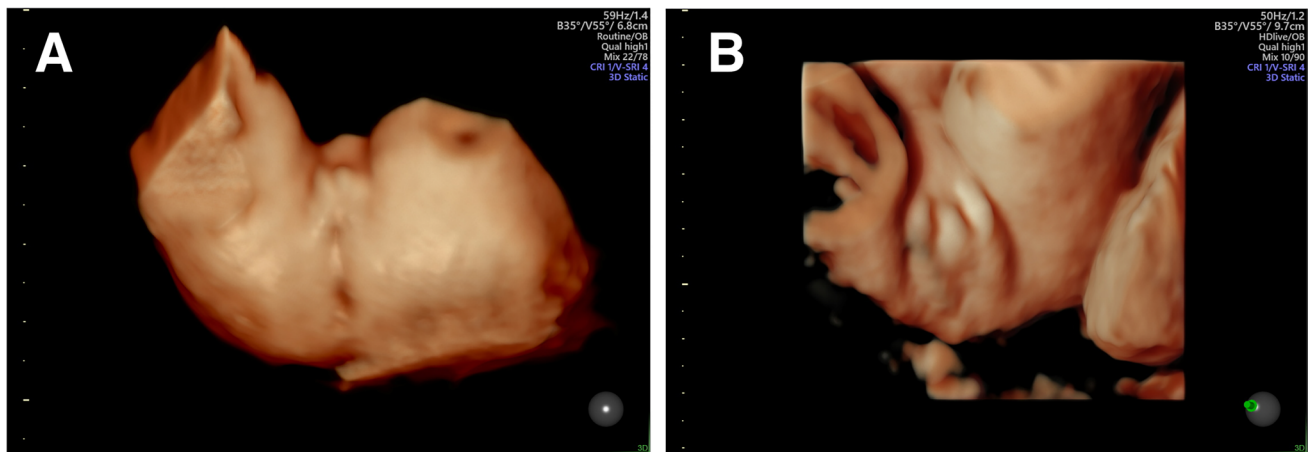 A
59Hz/1.4
B35°/V55°/ 6.8cm
Routine/OB
Qual high1
Mix 22/78
CRI 1/V-SRI 4
3D Static
3D
B
50Hz/1.2
B35°/V55°/ 9.7cm
HDlive/OB
Qual high1
Mix 10/90
CRI 1/V-SRI 4
3D Static
3D